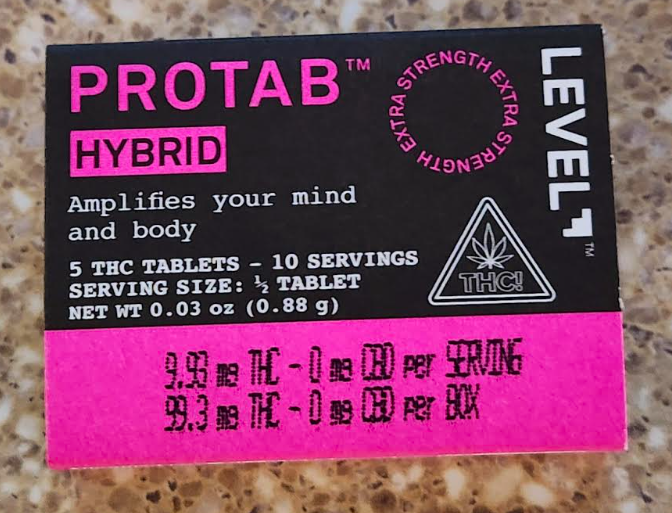 PROTAB™
HYBRID
Amplifies your mind
and body
5 THC TABLETS – 10 SERVINGS
SERVING SIZE: ½ TABLET
NET WT 0.03 oz (0.88 g)
EXTRA STRENGTH EXTRA STRENGTH
LEVEL™
THC!
9.93 mg THC - 0 mg CBD per SERVING
99.3 mg THC - 0 mg CBD per BOX